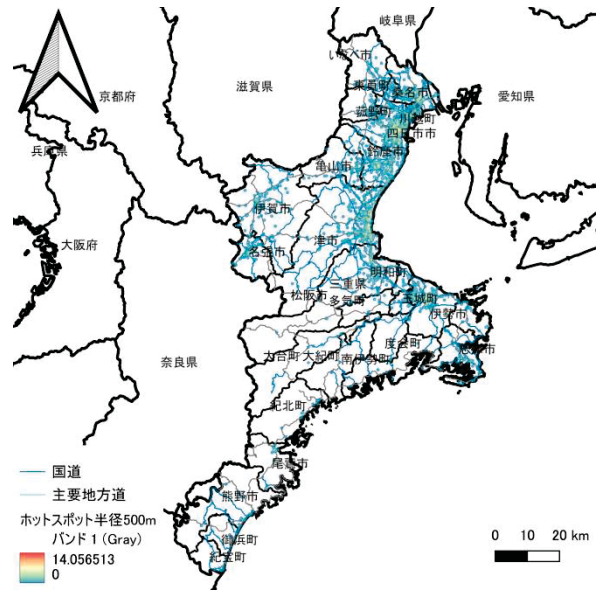 岐阜県
いなべ市
滋賀県
京都府
東員町
桑名市
愛知県
菰野町
川越町
四日市市
兵庫県
鈴鹿市
亀山市
伊賀市
大阪府
津市
名張市
明和町
三重県
松阪市
多気町
玉城町
伊勢市
度会町
志摩市
奈良県
大台町
大紀町
南伊勢町
紀北町
尾鷲市
国道
主要地方道
熊野市
ホットスポット半径500m
バンド 1 (Gray)
御浜町
14.056513
紀宝町
0
0 10 20 km